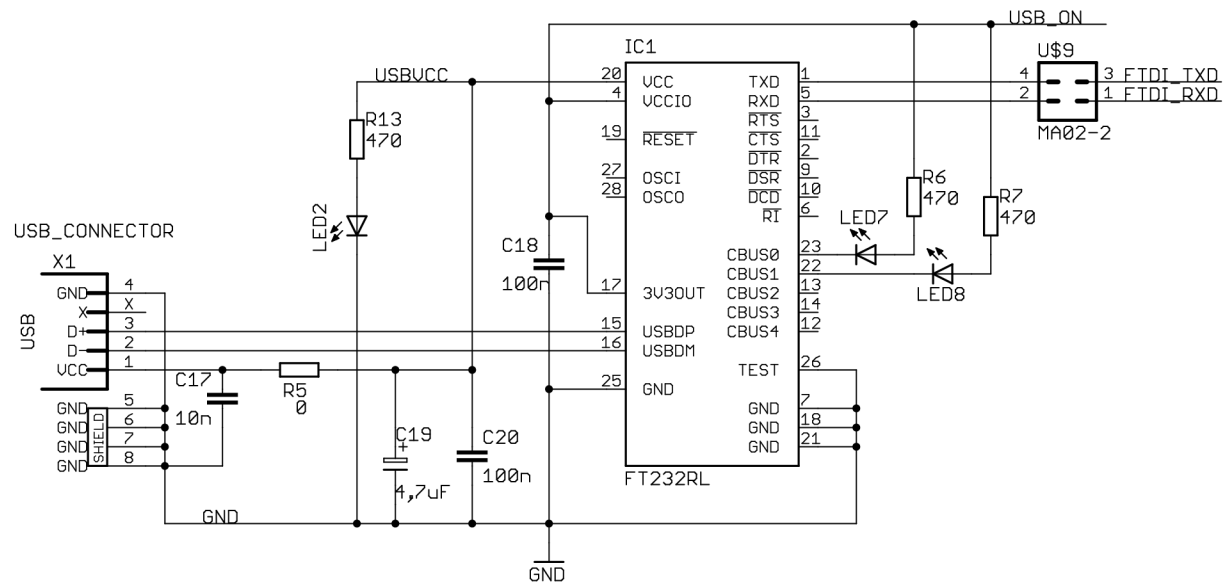 USB_ON
IC1
U$9
USBVCC
20 VCC TXD 1
4 3 FTDI_TXD
4 VCCIO RXD 5
2 1 FTDI_RXD
R13
470
RTS 3
19 RESET CTS 11
MA02-2
DTR 2
27 OSCI DSR 9
28 OSCO DCD 10
RI 6
R6
470
R7
470
LED2
LED7
USB_CONNECTOR
X1
C18
100n
CBUS0 23
CBUS1 22
LED8
GND 4
17 3V3OUT CBUS2 13
X X
CBUS3 14
USB
D+ 3
15 USBDP CBUS4 12
D- 2
16 USBDM
VCC 1
TEST 26
C17
10n
R5
0
25 GND
GND 5
GND 7
GND 6
GND 18
GND 7
GND 21
GND 8
SHIELD
C19
+
4,7uF
C20
100n
FT232RL
GND
GND